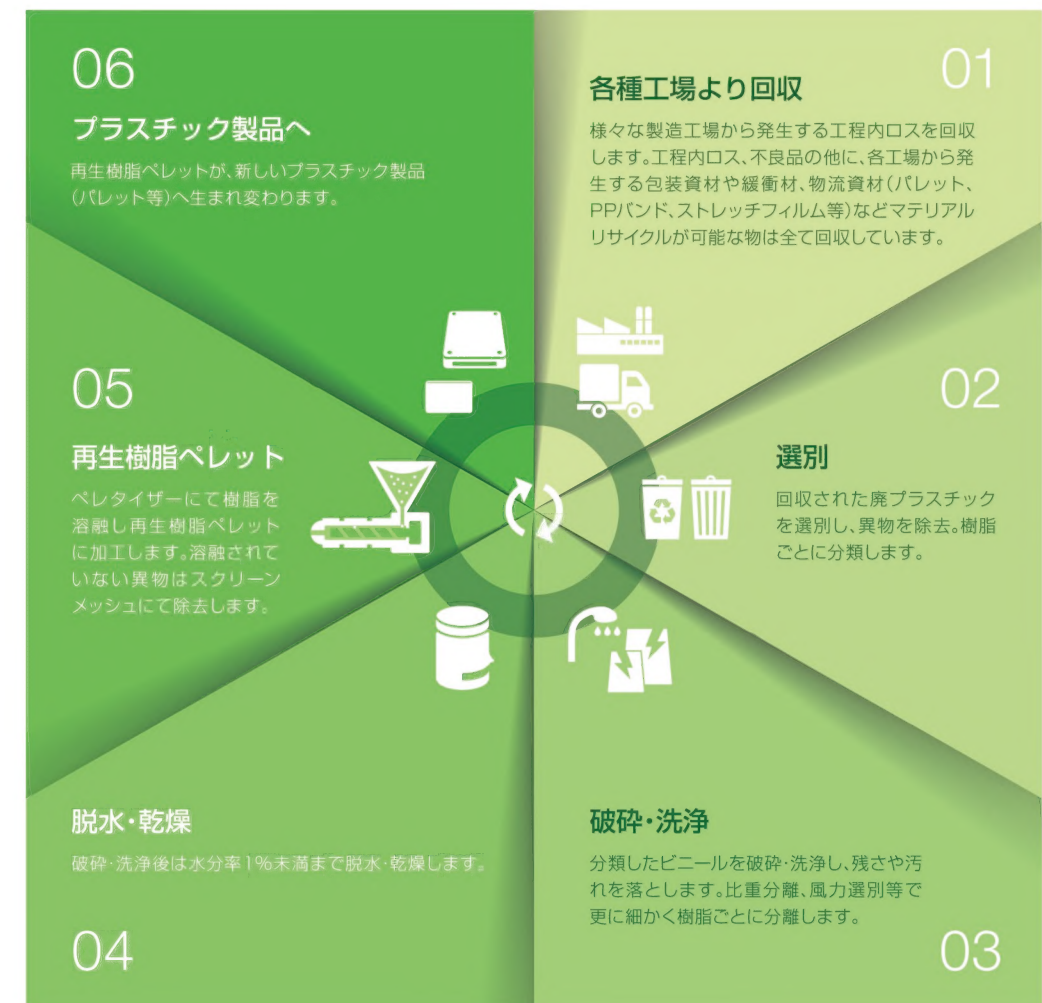 01
各種工場より回収
様々な製造工場から発生する工程内ロスを回収
します。工程内ロス、不良品の他に、各工場から発
生する包装資材や緩衝材、物流資材(パレット、
PPバンド、ストレッチフィルム等)などマテリアル
リサイクルが可能な物は全て回収しています。
02
選別
回収された廃プラスチック
を選別し、異物を除去。樹脂
ごとに分類します。
破砕・洗浄
分類したビニールを破砕・洗浄し、残さや汚
れを落とします。比重分離、風力選別等で
更に細かく樹脂ごとに分離します。
03
脱水・乾燥
破砕・洗浄後は水分率1%未満まで脱水・乾燥します。
04
05
再生樹脂ペレット
ペレタイザーにて樹脂を
溶融し再生樹脂ペレット
に加工します。溶融されて
いない異物はスクリーン
メッシュにて除去します。
06
プラスチック製品へ
再生樹脂ペレットが、新しいプラスチック製品
(パレット等)へ生まれ変わります。